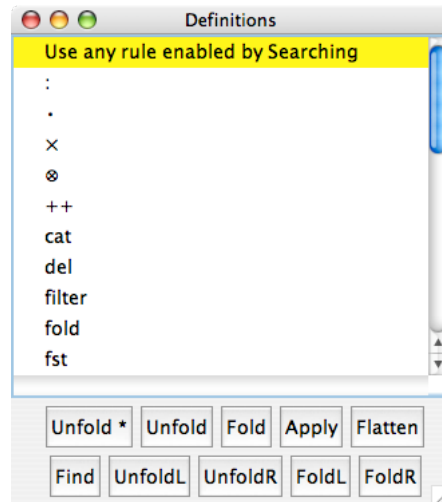 Definitions
Use any rule enabled by Searching
:
·
×
⊗
++
cat
del
filter
fold
fst
Unfold * Unfold Fold Apply Flatten
Find UnfoldL UnfoldR FoldL FoldR